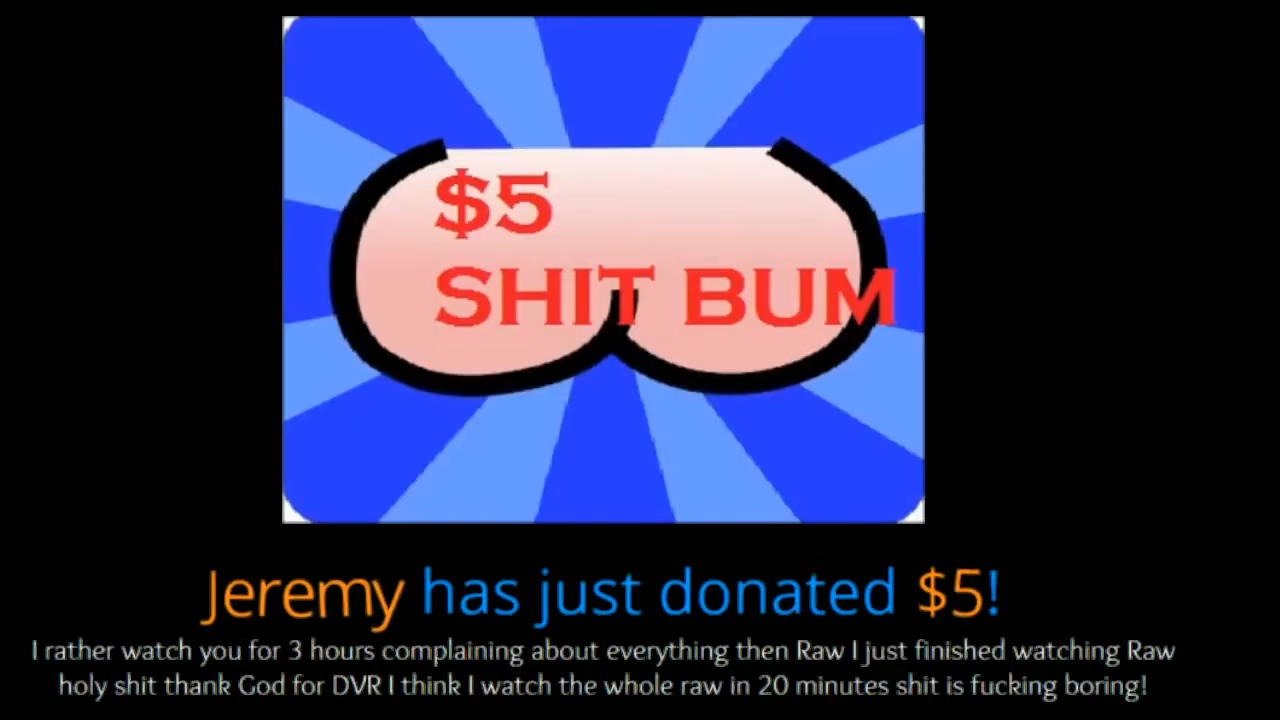 $5
SHIT BUM
Jeremy has just donated $5!
I rather watch you for 3 hours complaining about everything then Raw I just finished watching Raw
holy shit thank God for DVR I think I watch the whole raw in 20 minutes shit is fucking boring!